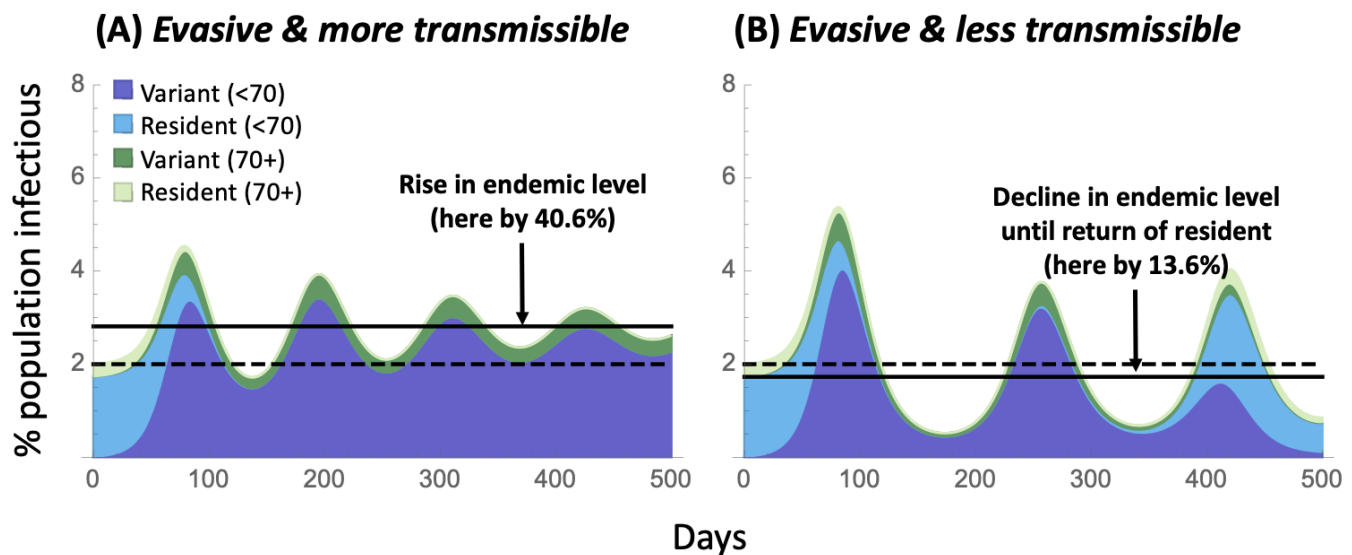 (A) Evasive & more transmissible
% population infectious
8
6
4
2
Variant (<70)
Resident (<70)
Variant (70+)
Resident (70+)
Rise in endemic level
(here by 40.6%)
0 100 200 300 400 500
(B) Evasive & less transmissible
8
6
4
2
Decline in endemic level
until return of resident
(here by 13.6%)
0 100 200 300 400 500
Days